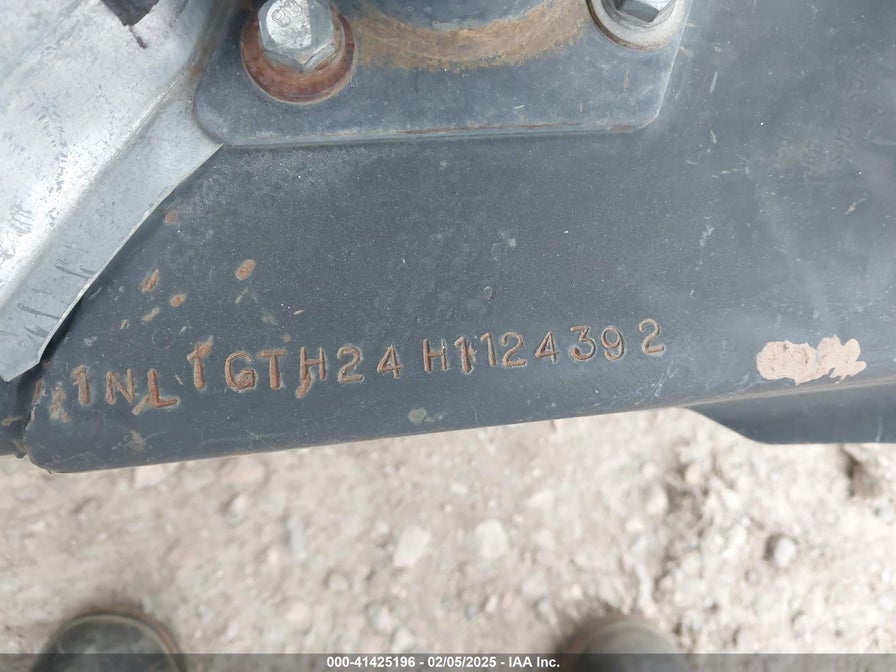 1NL1GTH24H1124392
000-41425196 - 02/05/2025 - IAA Inc.